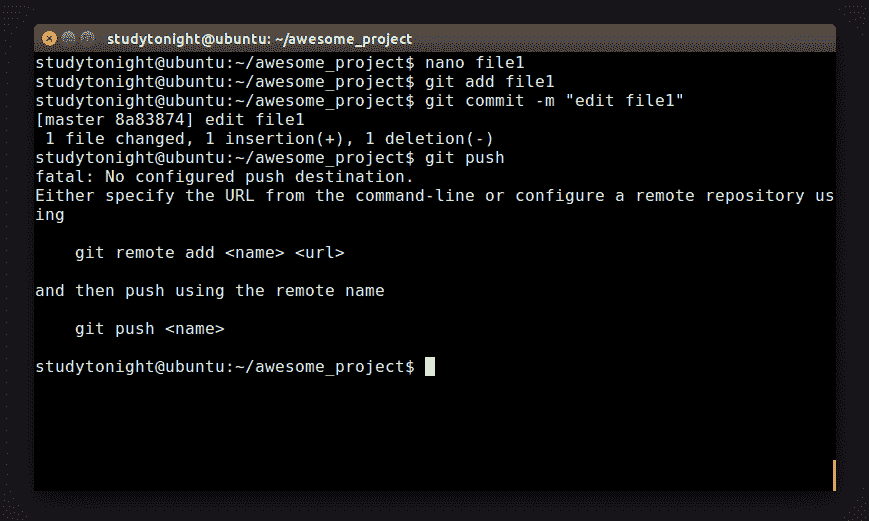 studytonight@ubuntu: ~/awesome_project
studytonight@ubuntu:~/awesome_project$ nano file1
studytonight@ubuntu:~/awesome_project$ git add file1
studytonight@ubuntu:~/awesome_project$ git commit -m "edit file1"
[master 8a83874] edit file1
 1 file changed, 1 insertion(+), 1 deletion(-)
studytonight@ubuntu:~/awesome_project$ git push
fatal: No configured push destination.
Either specify the URL from the command-line or configure a remote repository us
ing
    git remote add <name> <url>
and then push using the remote name
    git push <name>
studytonight@ubuntu:~/awesome_project$